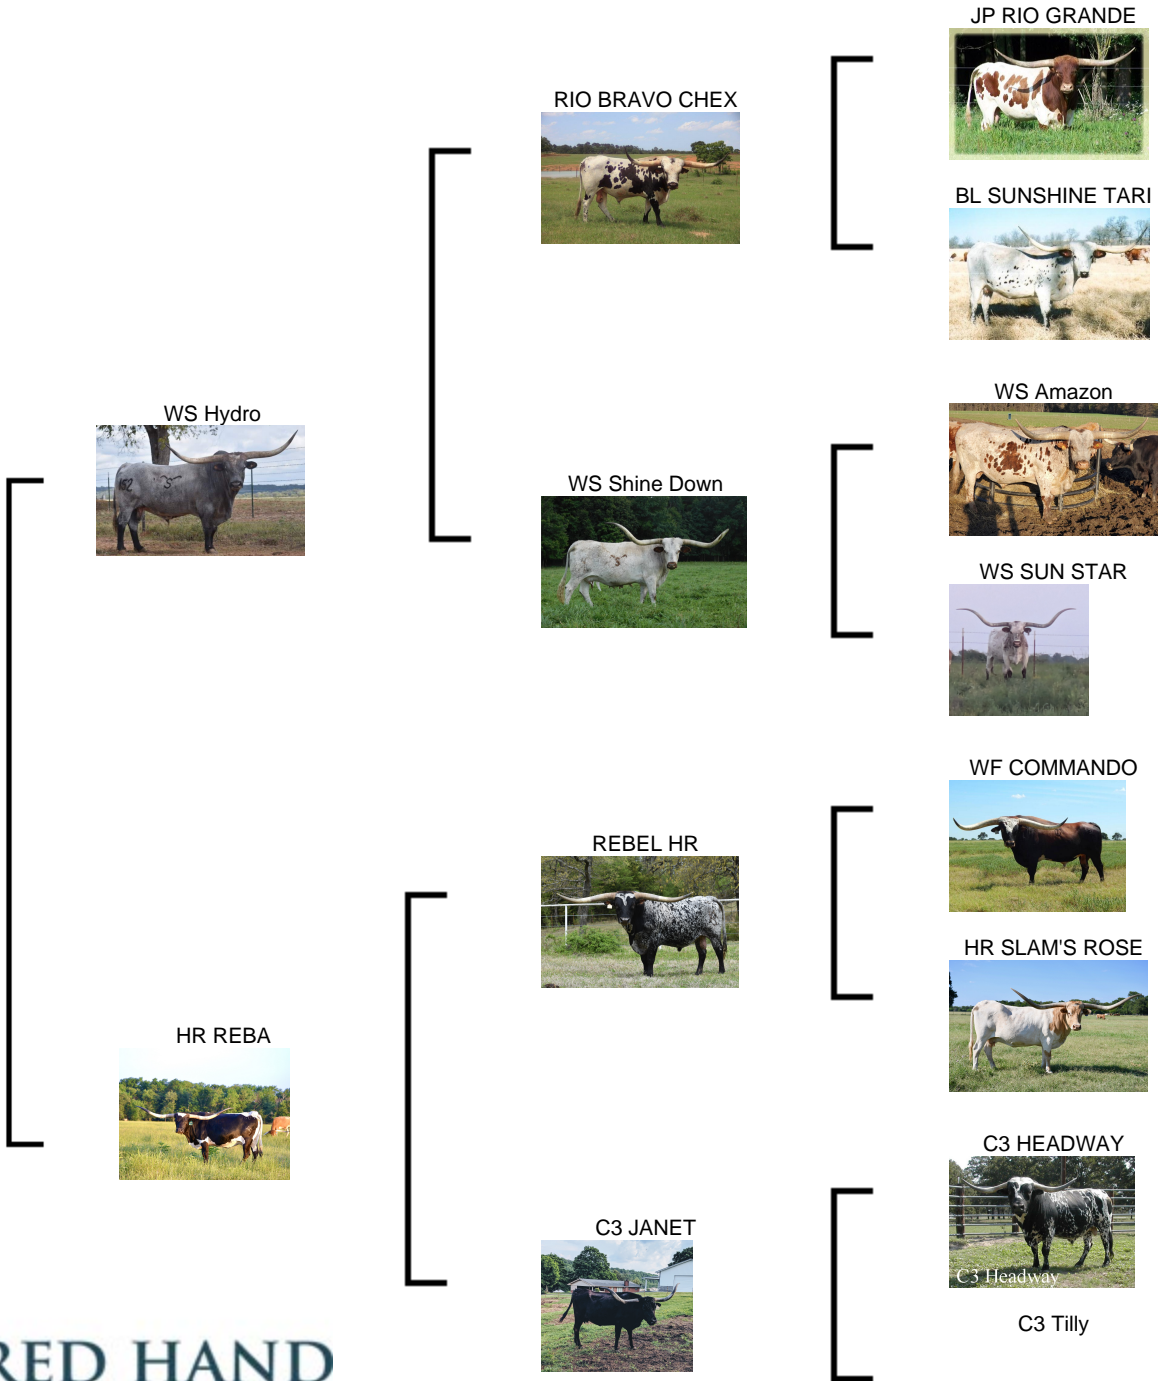 JP RIO GRANDE
RIO BRAVO CHEX
BL SUNSHINE TARI
WS Amazon
WS Hydro
WS Shine Down
WS SUN STAR
WF COMMANDO
REBEL HR
HR SLAM'S ROSE
HR REBA
C3 HEADWAY
C3 JANET
C3 Headway
C3 Tilly
RED HAND